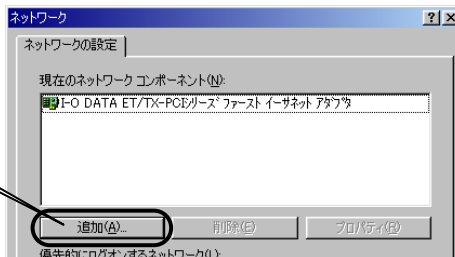 ネットワーク
ネットワークの設定
現在のネットワーク コンポーネント(N):
I-O DATA ET/TX-PCIシリーズ ファースト イーサネット アダプタ
追加(A)... 削除(E) プロパティ(R)
優先的にログオンするネットワーク(L):